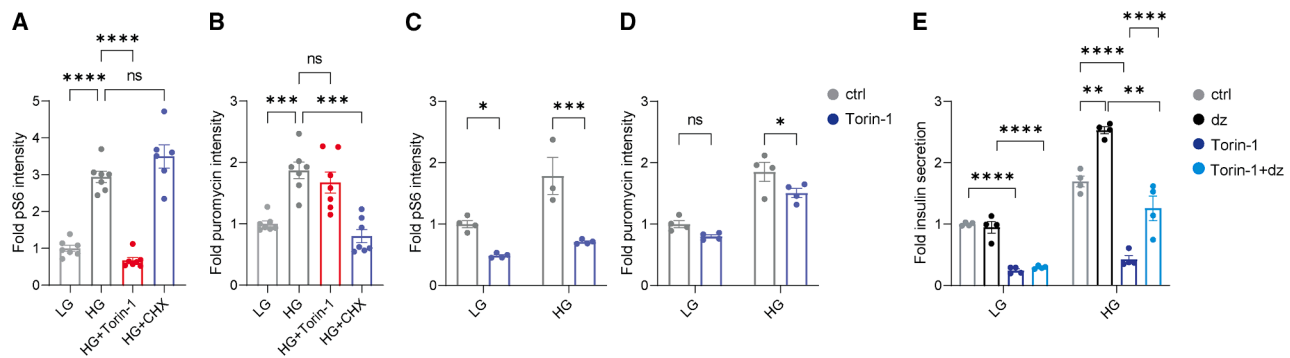 A
Fold pS6 intensity
5
4
3
2
1
0
****
****
ns
LG
HG
HG+Torin-1
HG+CHX
B
Fold puromycin intensity
3
2
1
0
ns
***
***
LG
HG
HG+Torin-1
HG+CHX
C
Fold pS6 intensity
3
2
1
0
*
***
LG
HG
D
Fold puromycin intensity
3
2
1
0
ns
*
LG
HG
ctrl
Torin-1
E
Fold insulin secretion
3
2
1
0
****
****
**
**
****
****
LG
HG
ctrl
dz
Torin-1
Torin-1+dz